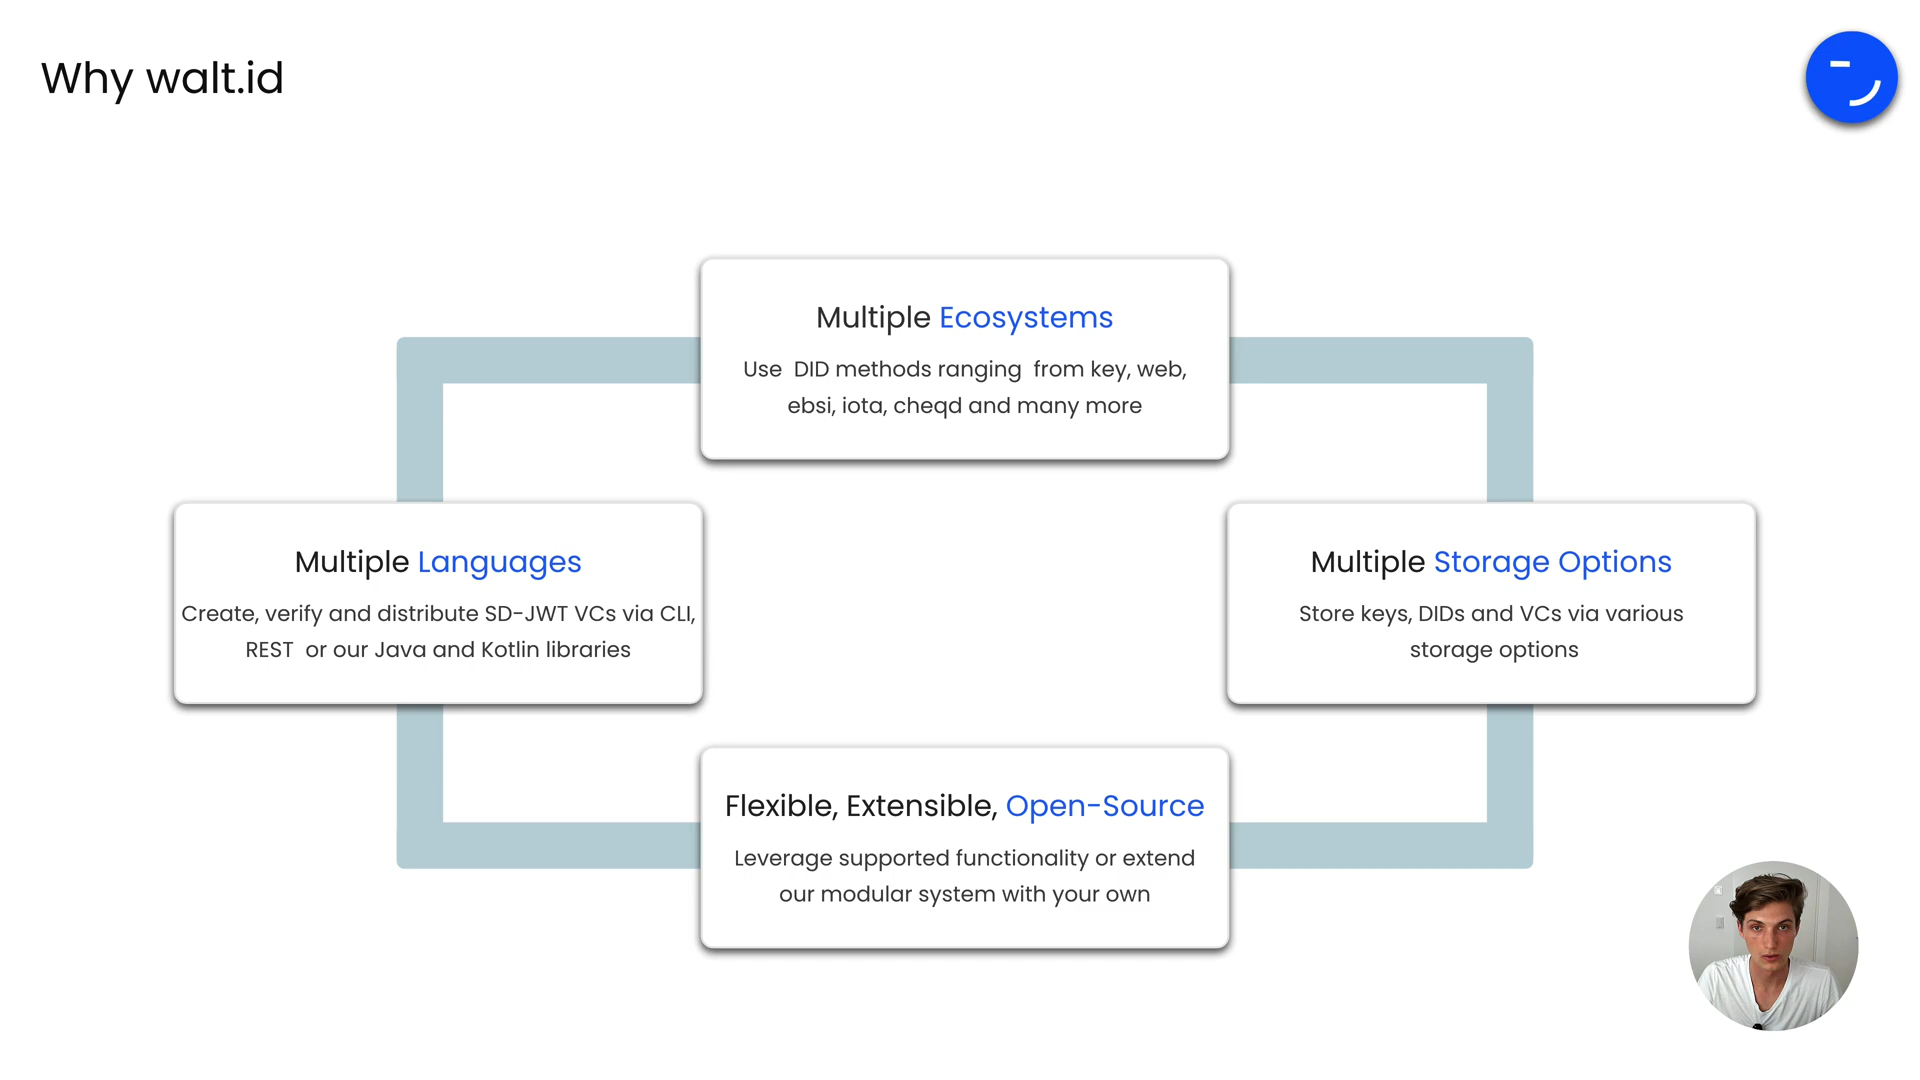 Why walt.id
Multiple Ecosystems
Use DID methods ranging from key, web,
ebsi, iota, cheqd and many more
Multiple Languages
Create, verify and distribute SD-JWT VCs via CLI,
REST or our Java and Kotlin libraries
Multiple Storage Options
Store keys, DIDs and VCs via various
storage options
Flexible, Extensible, Open-Source
Leverage supported functionality or extend
our modular system with your own